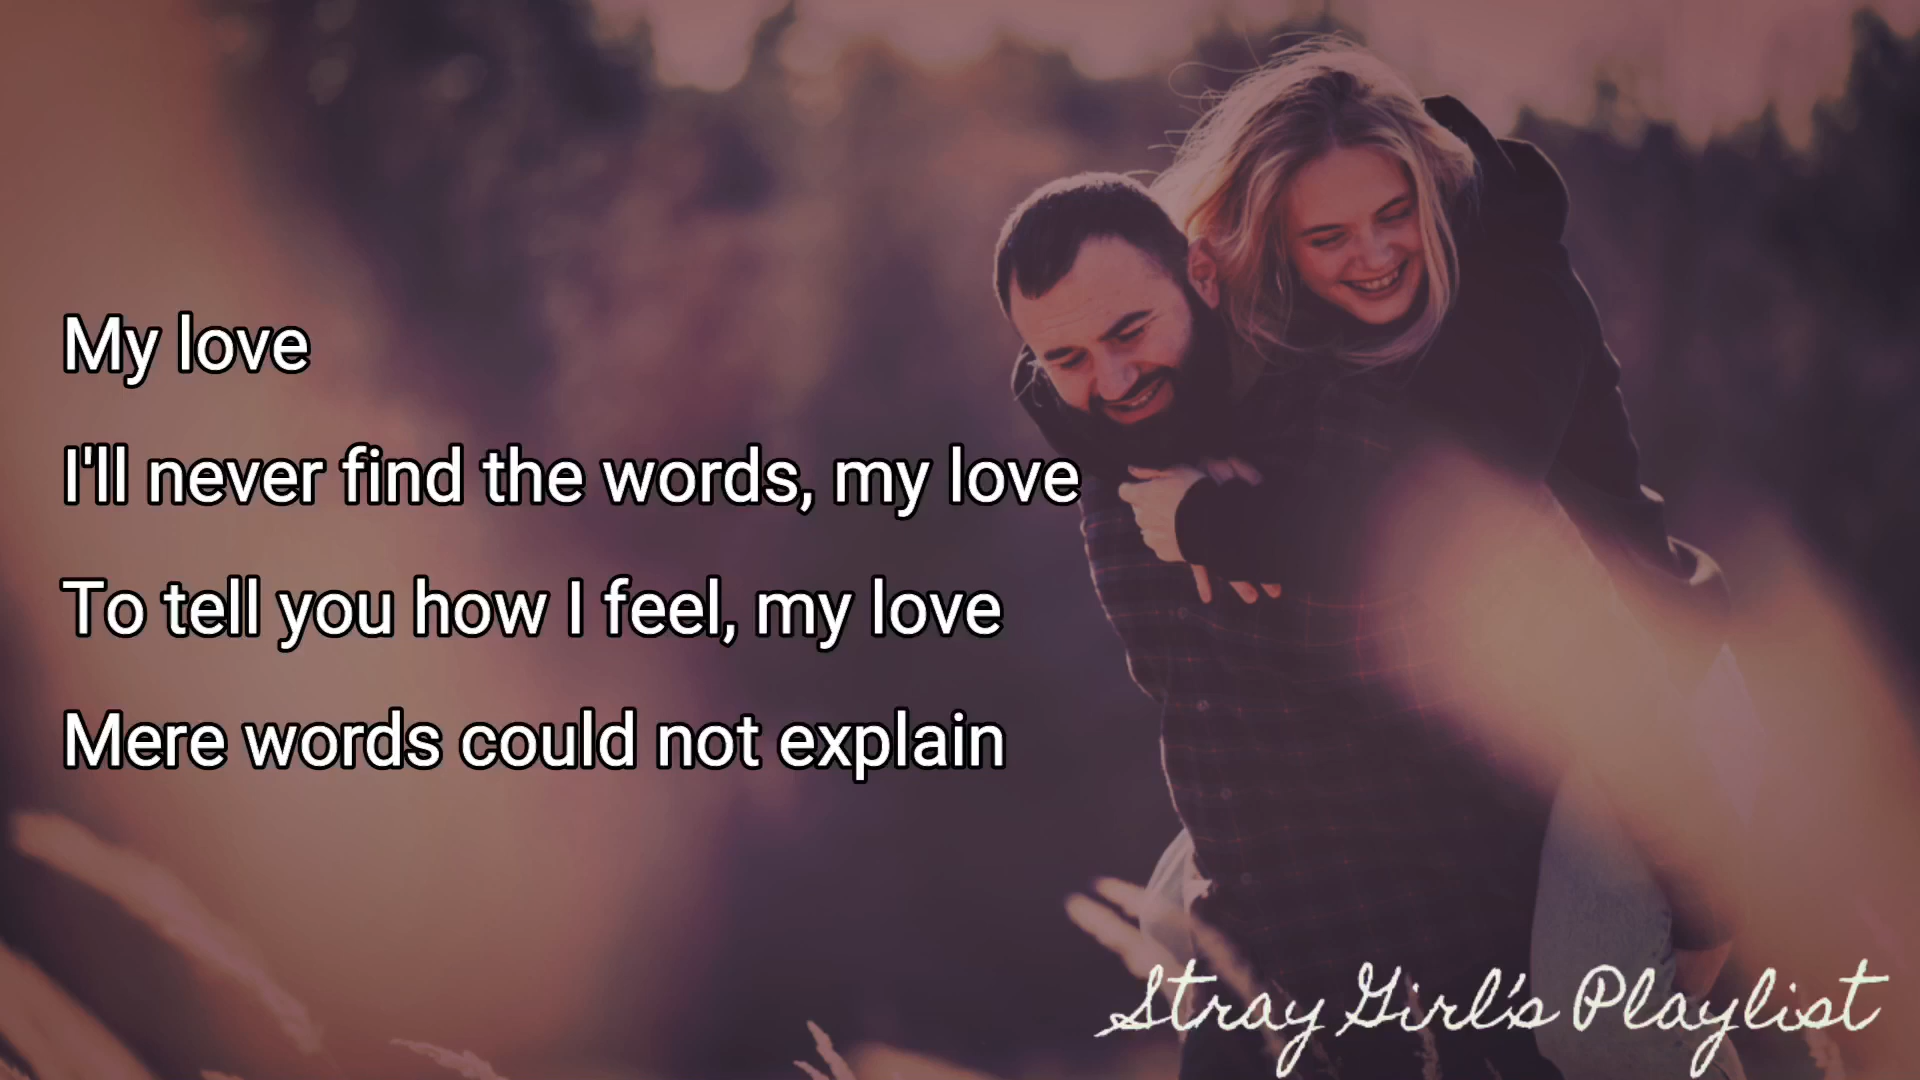 My love
I'll never find the words, my love
To tell you how I feel, my love
Mere words could not explain
Stray Girl's Playlist